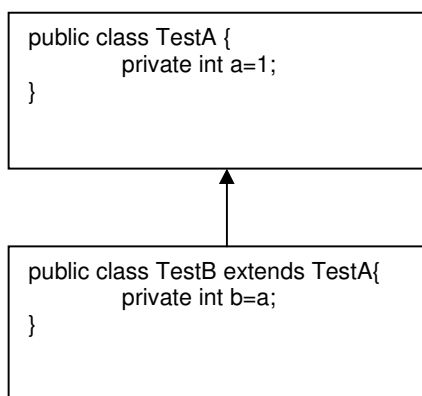 public class TestA {
private int a=1;
}
public class TestB extends TestA{
private int b=a;
}